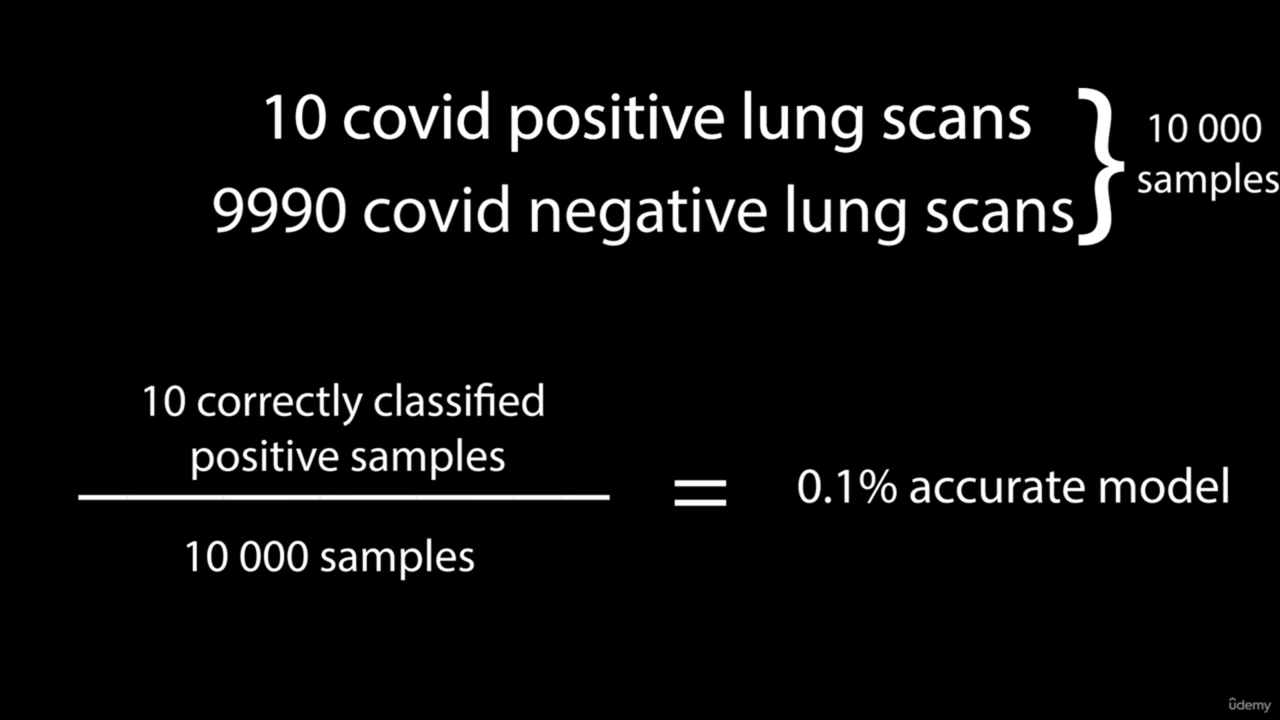 10 covid positive lung scans
9990 covid negative lung scans
}
10 000
samples
10 correctly classified
positive samples
10 000 samples
=
0.1% accurate model
ûdemy